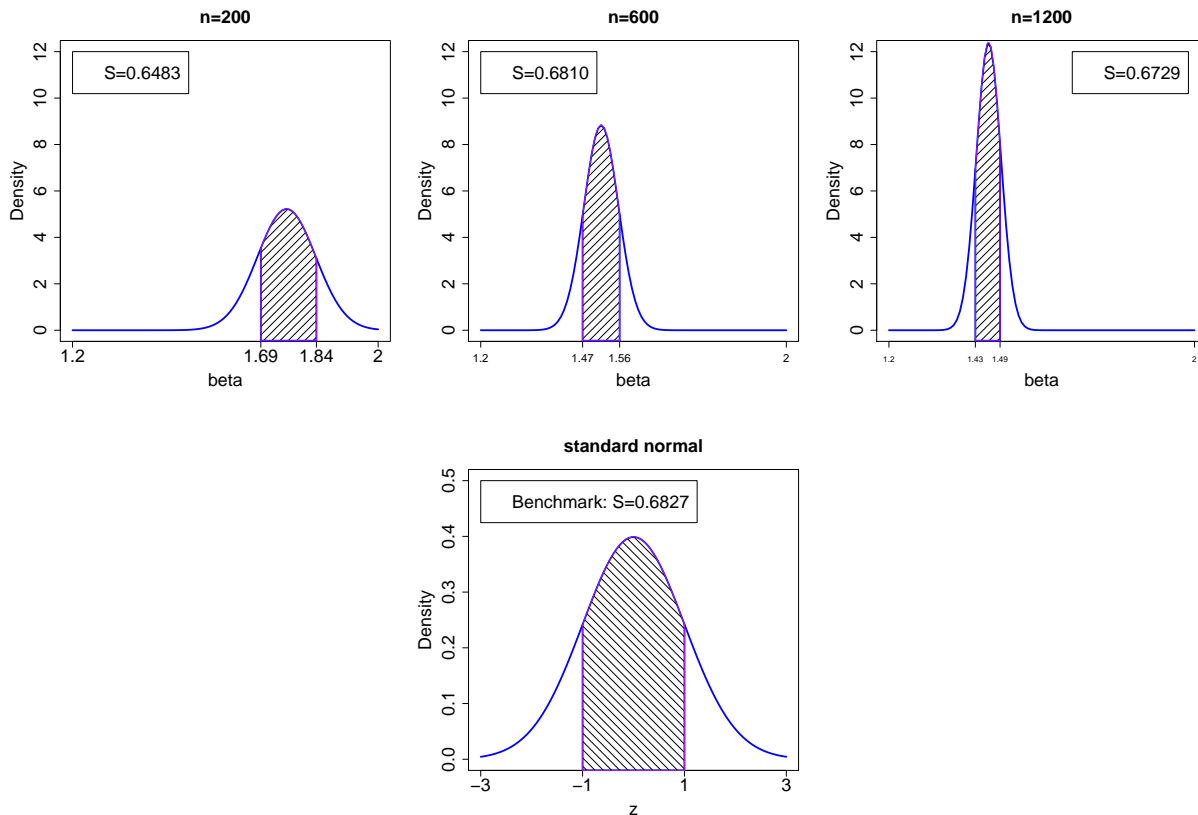 n=200
n=600
n=1200
S=0.6483
S=0.6810
S=0.6729
Density
0 2 4 6 8 10 12
1.2 1.69 1.84 2
beta
Density
0 2 4 6 8 10 12
1.2 1.47 1.56 2
beta
Density
0 2 4 6 8 10 12
1.2 1.43 1.49 2
beta
standard normal
Benchmark: S=0.6827
Density
0.0 0.1 0.2 0.3 0.4 0.5
−3 −1 1 3
z